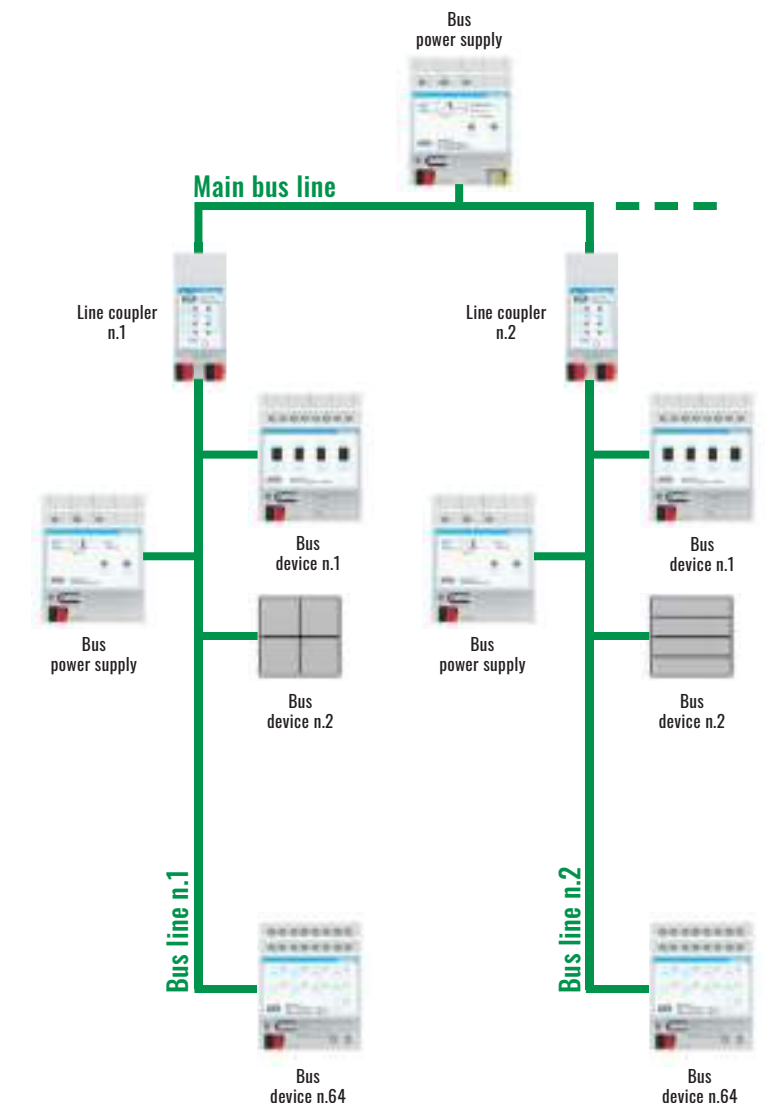 Bus
power supply
Main bus line
Line coupler
n.1
Line coupler
n.2
Bus
device n.1
Bus
device n.1
Bus
power supply
Bus
power supply
Bus
device n.2
Bus
device n.2
Bus line n.1
Bus line n.2
Bus
device n.64
Bus
device n.64